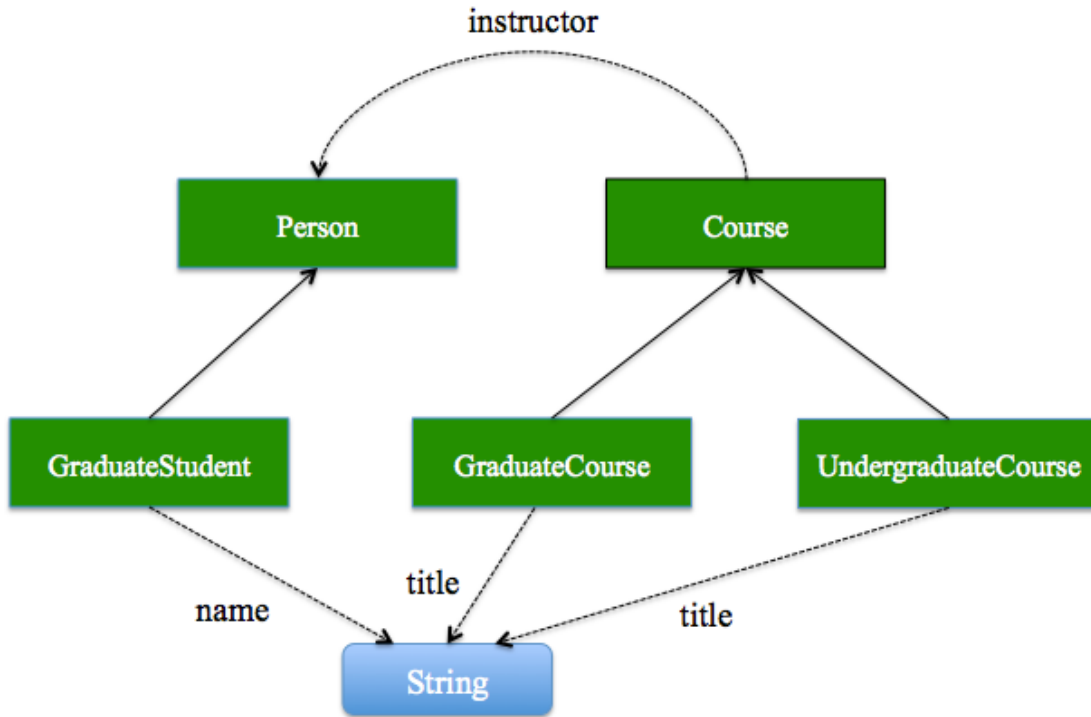 instructor
Person
Course
GraduateStudent
GraduateCourse
UndergraduateCourse
name
title
title
String